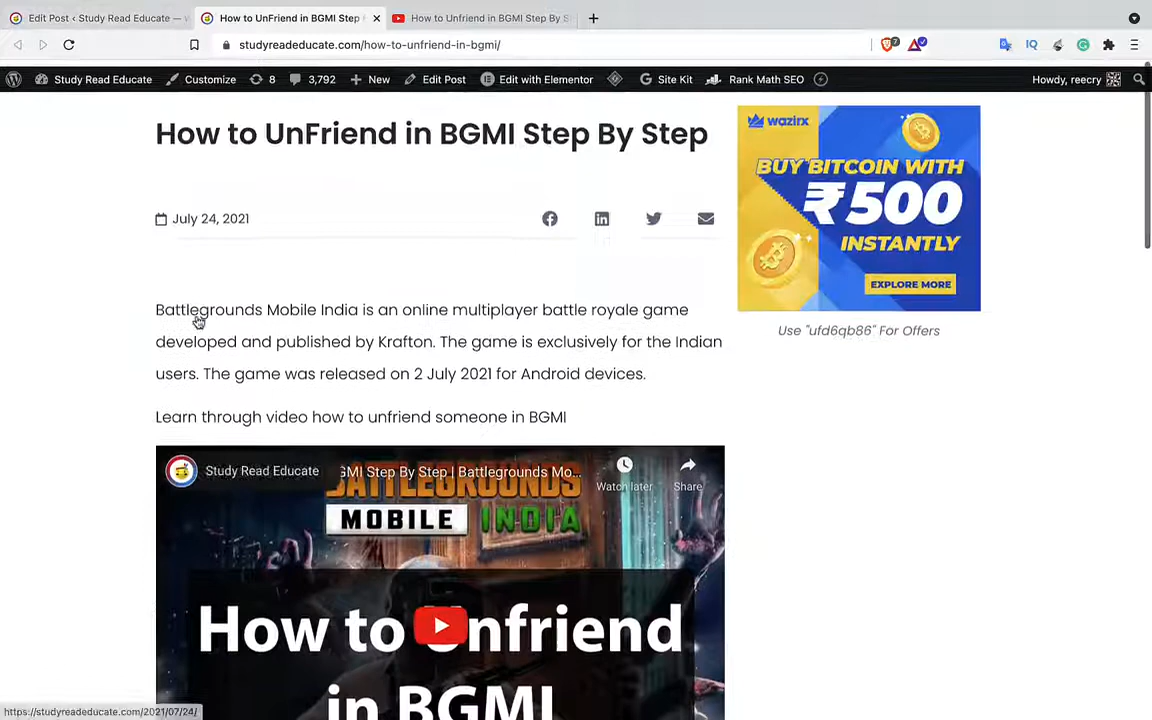 Edit Post ‹ Study Read Educate —
How to UnFriend in BGMI Step
How to Unfriend in BGMI Step By S
studyreadeducate.com/how-to-unfriend-in-bgmi/
7
IQ
Study Read Educate
Customize
8
3,792
New
Edit Post
Edit with Elementor
Site Kit
Rank Math SEO
Howdy, reecry
How to UnFriend in BGMI Step By Step
wazirx
BUY BITCOIN WITH
₹500
INSTANTLY
EXPLORE MORE
Use "ufd6qb86" For Offers
July 24, 2021
Battlegrounds Mobile India is an online multiplayer battle royale game
developed and published by Krafton. The game is exclusively for the Indian
users. The game was released on 2 July 2021 for Android devices.
Learn through video how to unfriend someone in BGMI
Study Read Educate
GMI Step By Step | Battlegrounds Mo...
Watch later
Share
BATTLEGROUNDS
MOBILE INDIA
How to Unfriend
in BGMI
https://studyreadeducate.com/2021/07/24/